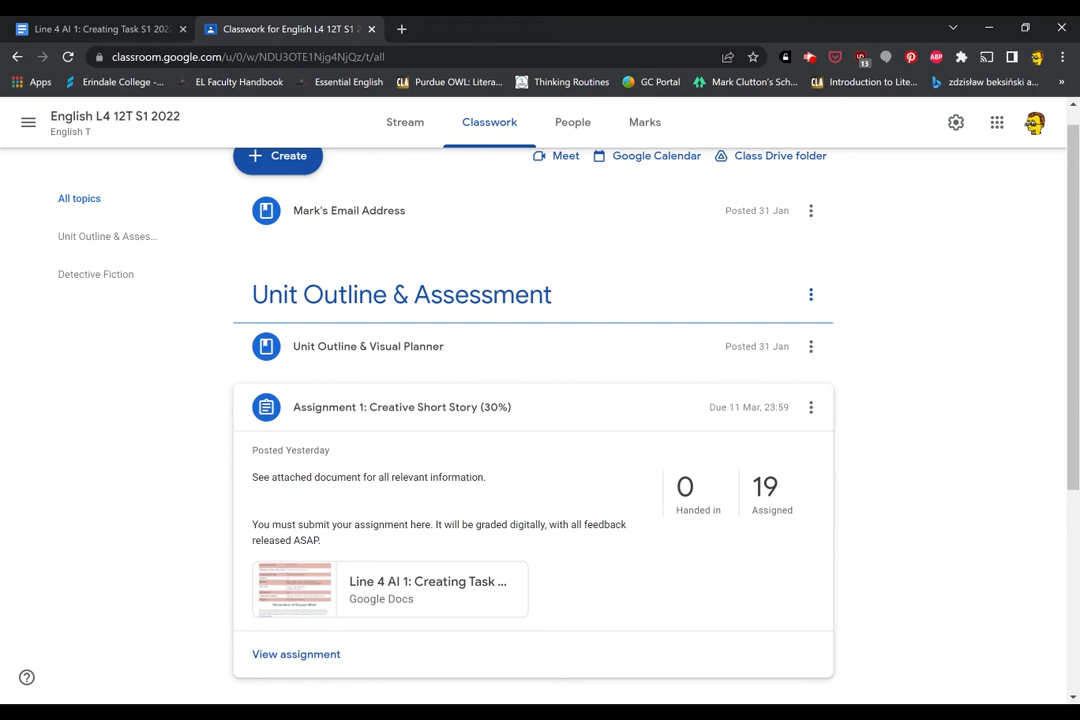 Line 4 AI 1: Creating Task S1 202
Classwork for English L4 12T S1 2
classroom.google.com/u/0/w/NDU3OTE1Njg4NjQz/t/all
13
ABP
Apps
Erindale College -...
EL Faculty Handbook
Essential English
CLA
Purdue OWL: Litera...
Thinking Routines
GC Portal
Mark Clutton's Sch...
CLA
Introduction to Lite...
zdzisław beksiński a...
»
English L4 12T S1 2022
English T
Stream
Classwork
People
Marks
Create
Meet
Google Calendar
Class Drive folder
All topics
Unit Outline & Asses...
Detective Fiction
Mark's Email Address
Posted 31 Jan
Unit Outline & Assessment
Unit Outline & Visual Planner
Posted 31 Jan
Assignment 1: Creative Short Story (30%)
Due 11 Mar, 23:59
Posted Yesterday
See attached document for all relevant information.
0
Handed in
19
Assigned
You must submit your assignment here. It will be graded digitally, with all feedback
released ASAP.
Line 4 AI 1: Creating Task ...
Google Docs
View assignment